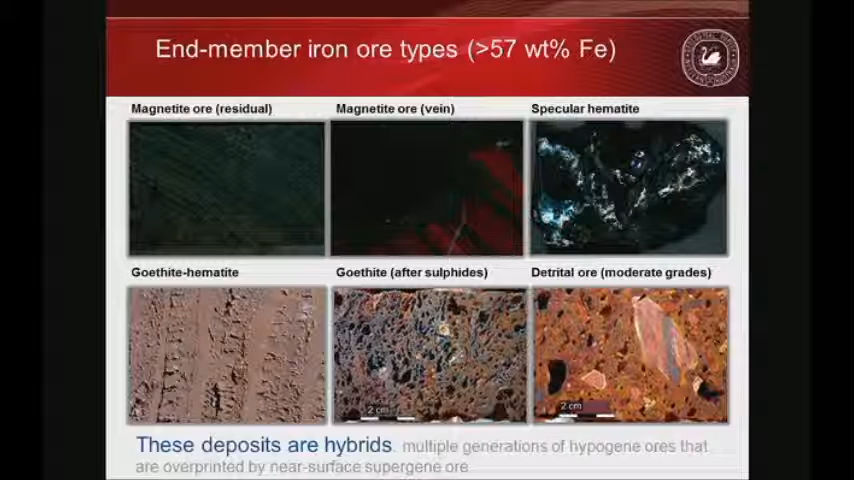 End-member iron ore types (>57 wt% Fe)
Magnetite ore (residual)
Magnetite ore (vein)
Specular hematite
Goethite-hematite
Goethite (after sulphides)
Detrital ore (moderate grades)
2 cm
2 cm
These deposits are hybrids. multiple generations of hypogene ores that
are overprinted by near-surface supergene ore